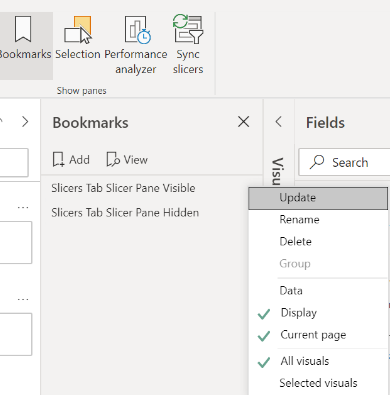 Bookmarks Selection Performance analyzer Sync slicers
Show panes
Bookmarks
Fields
Add View
Search
Visu
Slicers Tab Slicer Pane Visible
Slicers Tab Slicer Pane Hidden
Update
Rename
Delete
Group
Data
Display
Current page
All visuals
Selected visuals